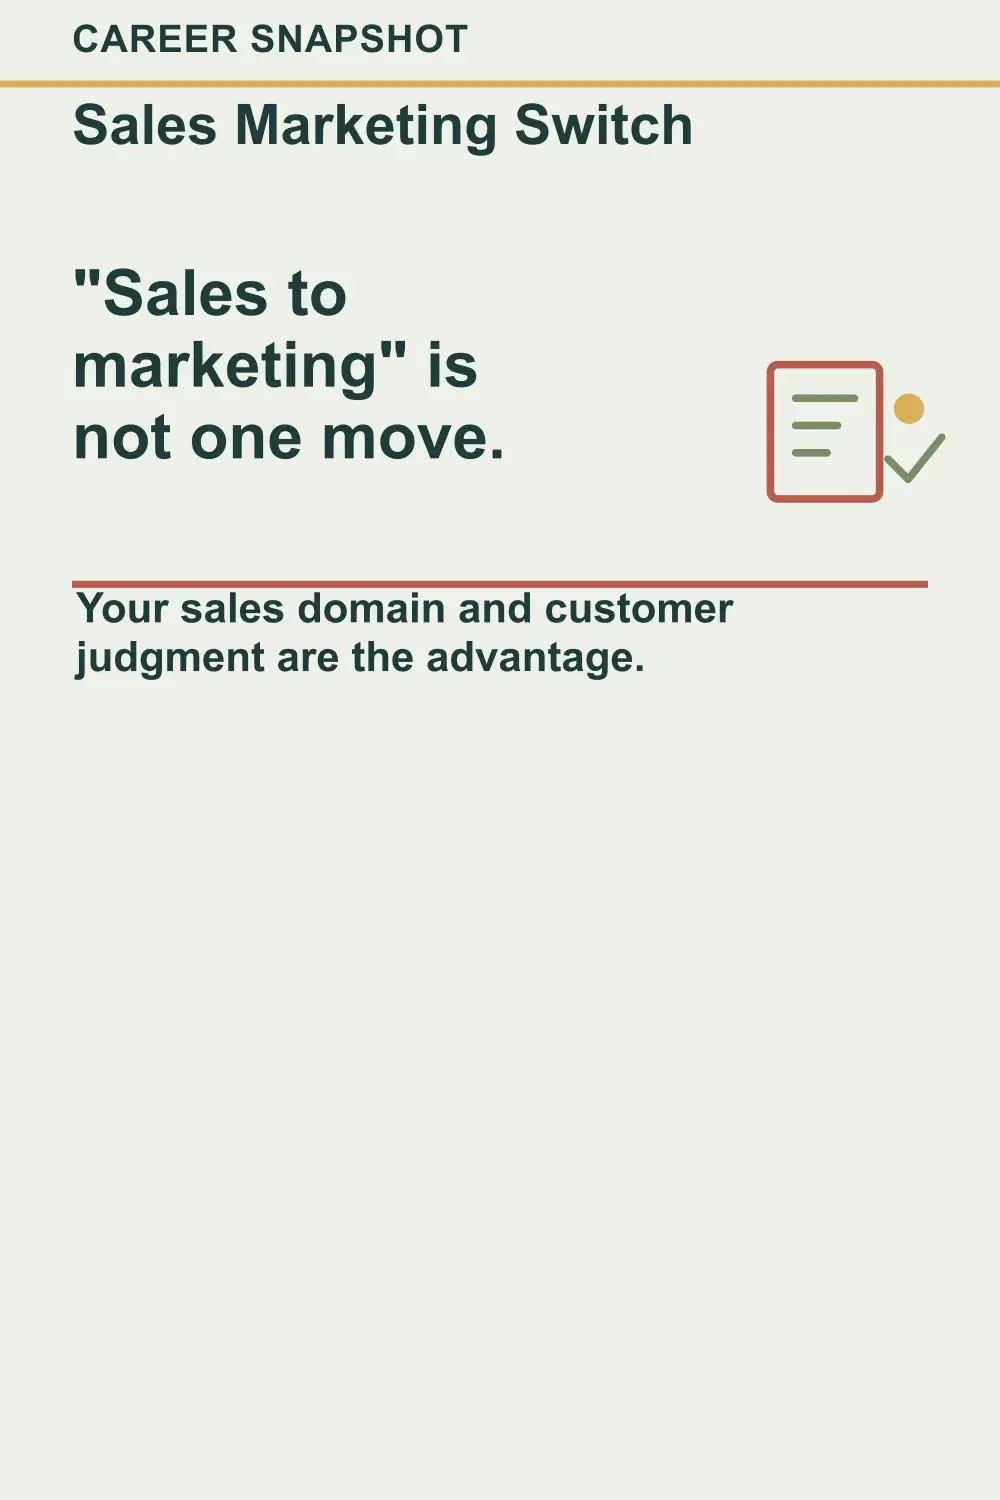 CAREER SNAPSHOT
Sales Marketing Switch
"Sales to
marketing" is
not one move.
Your sales domain and customer
judgment are the advantage.